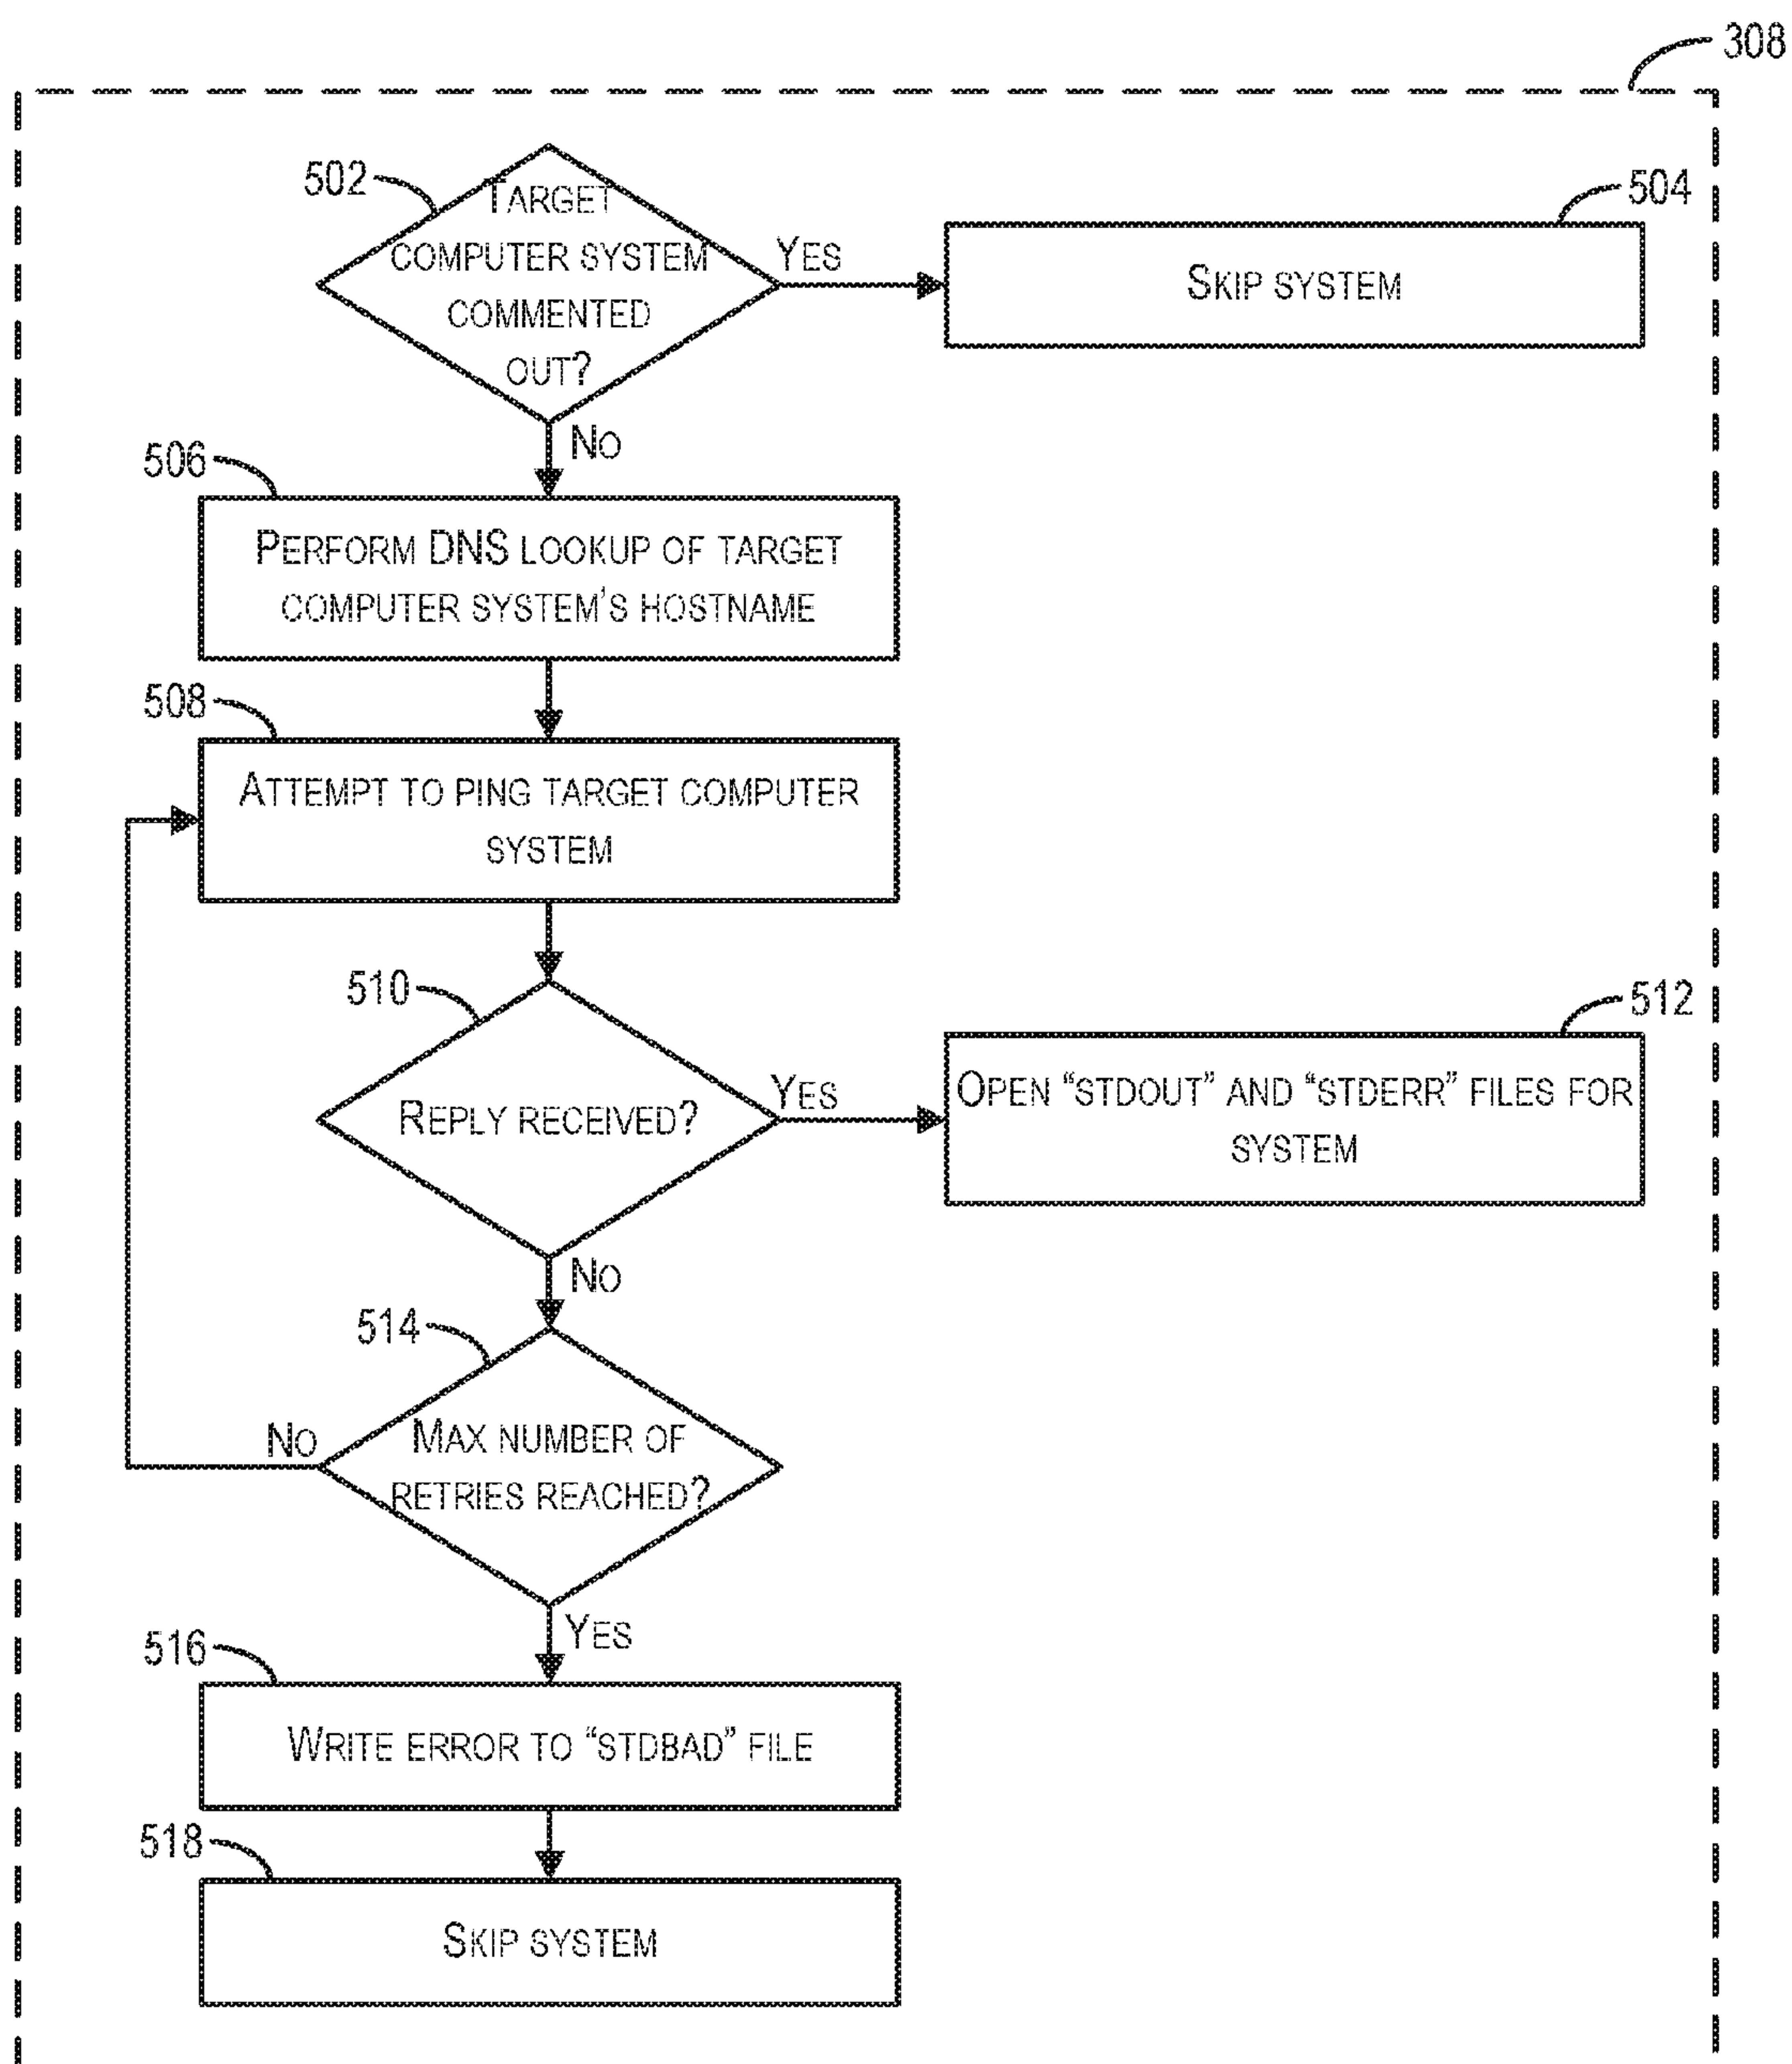 308
502
TARGET
COMPUTER SYSTEM
COMMENTED
OUT?
YES
504
SKIP SYSTEM
NO
506
PERFORM DNS LOOKUP OF TARGET
COMPUTER SYSTEM'S HOSTNAME
508
ATTEMPT TO PING TARGET COMPUTER
SYSTEM
510
REPLY RECEIVED?
YES
512
OPEN “STDOUT” AND “STDERR” FILES FOR
SYSTEM
NO
514
MAX NUMBER OF
RETRIES REACHED?
NO
YES
516
WRITE ERROR TO “STDBAD” FILE
518
SKIP SYSTEM